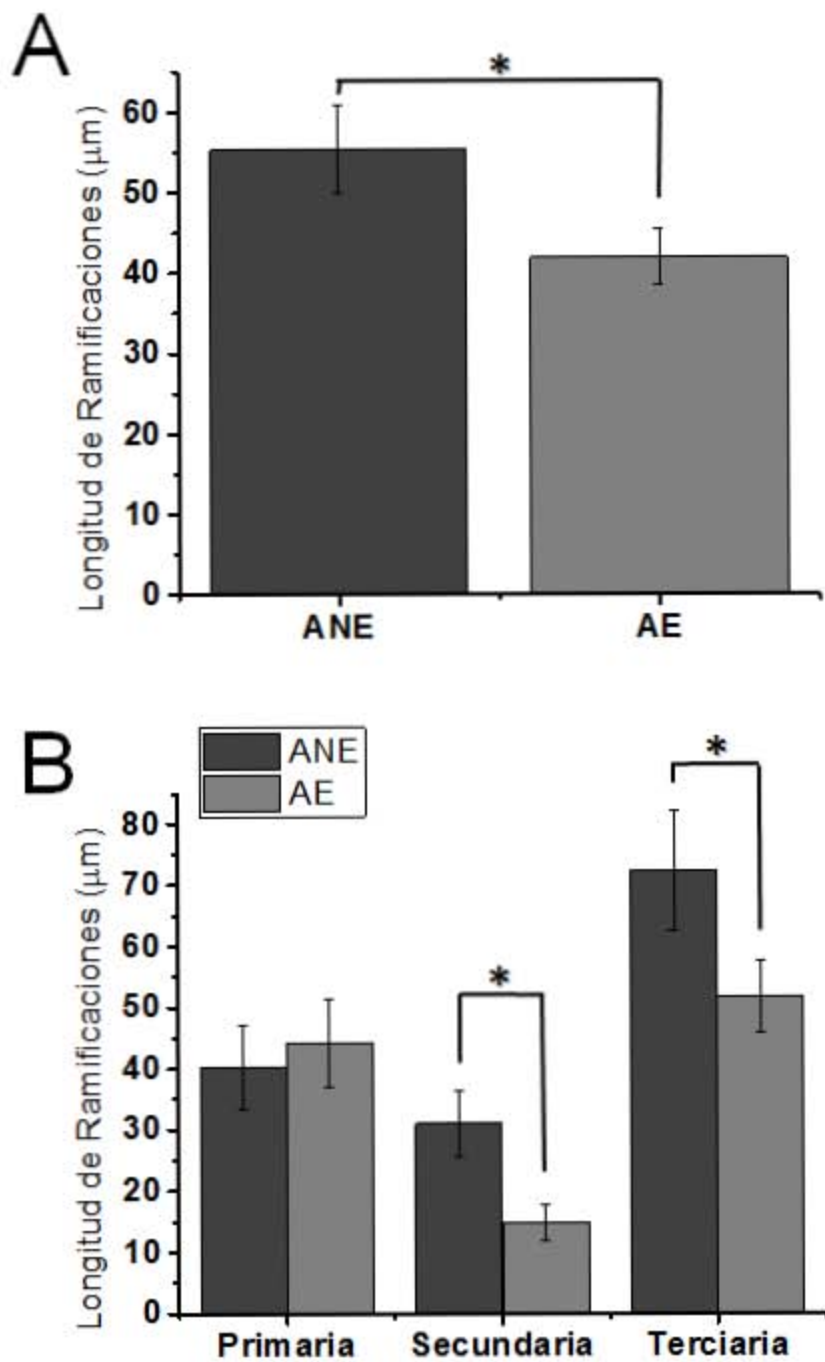 A
*
Longitud de Ramificaciones (μm)
60
50
40
30
20
10
0
ANE
AE
B
ANE
AE
*
*
Longitud de Ramificaciones (μm)
80
70
60
50
40
30
20
10
0
Primaria
Secundaria
Terciaria